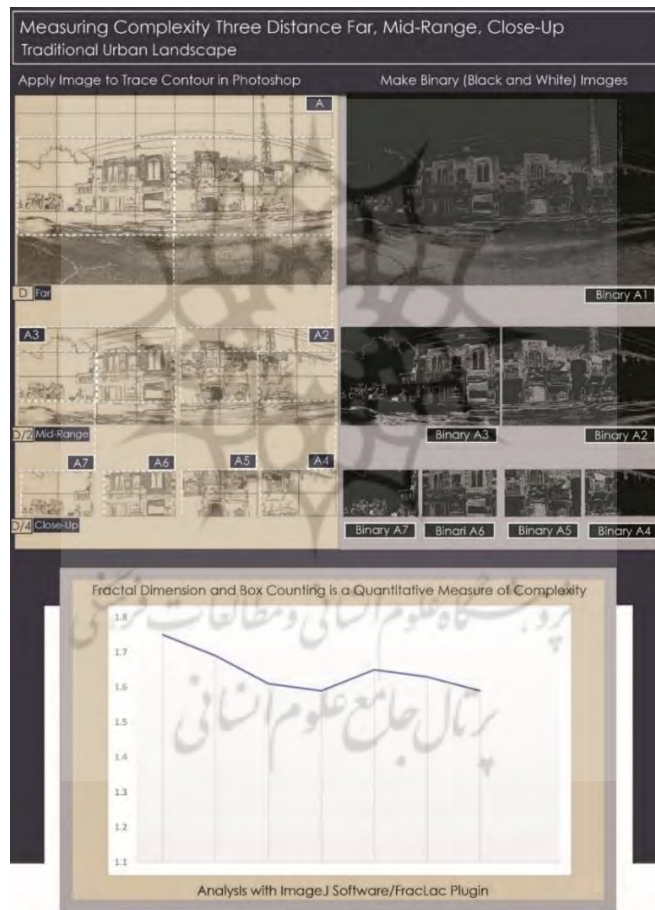 Measuring Complexity Three Distance Far, Mid-Range, Close-Up
Traditional Urban Landscape
Apply Image to Trace Contour in Photoshop
Make Binary (Black and White) Images
A
D Far
Binary A1
A3
A2
D/2 Mid-Range
Binary A3
Binary A2
A7
A6
A5
A4
D/4 Close-Up
Binary A7
Binari A6
Binary A5
Binary A4
Fractal Dimension and Box Counting is a Quantitative Measure of Complexity
پژوهشگاه علوم انسانی و مطالعات فرهنگی
1.8
1.7
1.6
پرتال جامع علوم انسانی
1.5
1.4
1.3
1.2
1.1
Analysis with ImageJ Software/FracLac Plugin